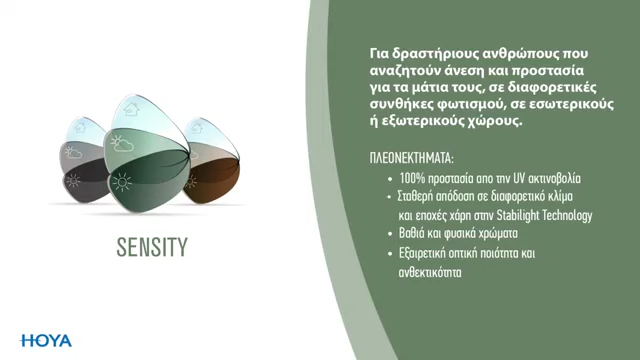 Για δραστήριους ανθρώπους που
αναζητούν άνεση και προστασία
για τα μάτια τους, σε διαφορετικές
συνθήκες φωτισμού, σε εσωτερικούς
ή εξωτερικούς χώρους.
ΠΛΕΟΝΕΚΤΗΜΑΤΑ:
• 100% προστασία απο την UV ακτινοβολία
• Σταθερή απόδοση σε διαφορετικό κλίμα
και εποχές χάρη στην Stabilight Technology
• Βαθιά και φυσικά χρώματα
• Εξαιρετική οπτική ποιότητα και
ανθεκτικότητα
SENSITY
HOYA